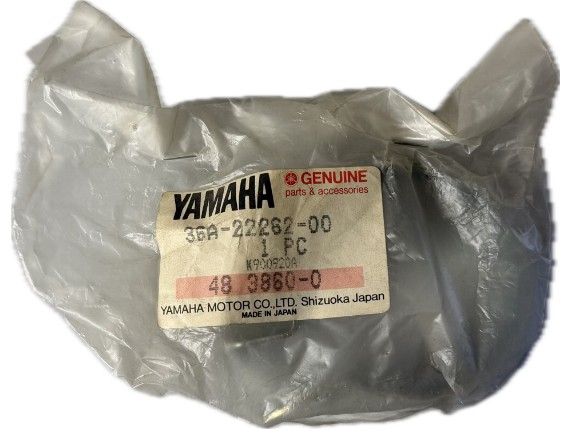 YAMAHA
GENUINE
parts & accessories
36A-22262-00
1 PC
K900920A
48 3860-0
YAMAHA MOTOR CO.,LTD. Shizuoka Japan
MADE IN JAPAN